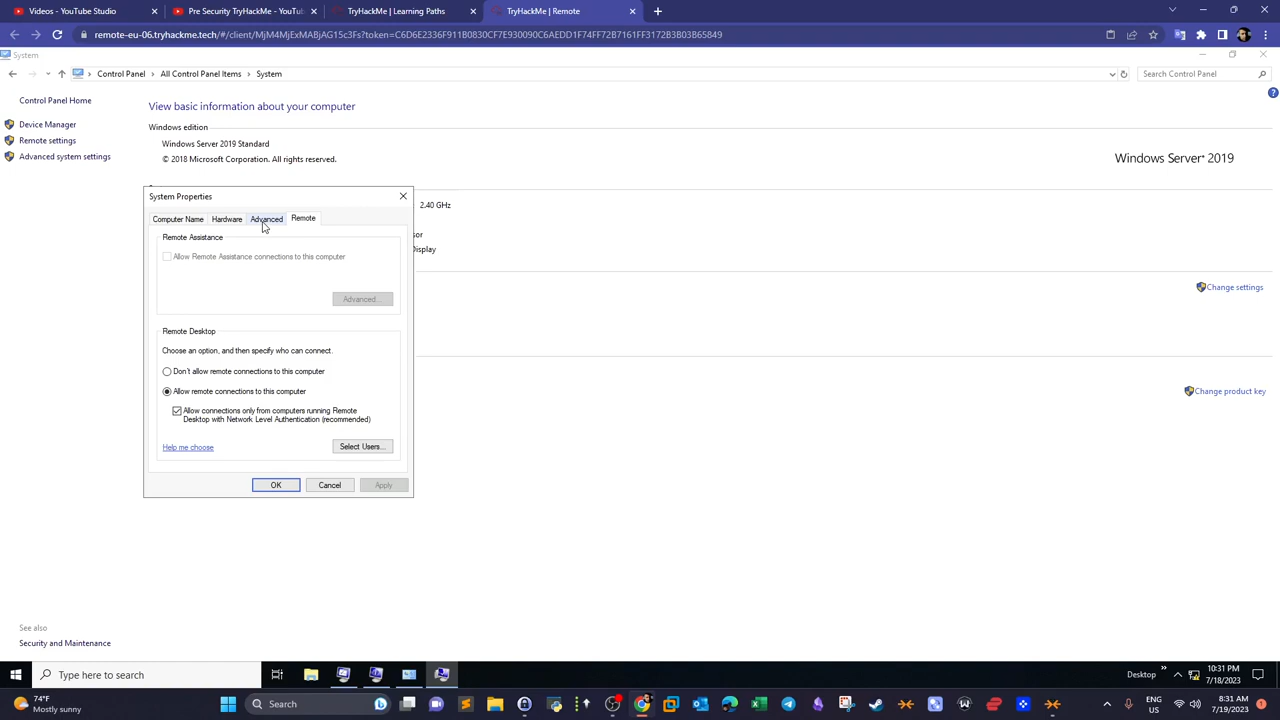 Videos - YouTube Studio
Pre Security TryHackMe - YouTub
TryHackMe | Learning Paths
TryHackMe | Remote
remote-eu-06.tryhackme.tech/#/client/MjM4MjExMABjAG15c3Fs?token=C6D6E2336F911B0830CF7E930090C6AEDD1F74FF72B7161FF3172B3B03B65849
System
Control Panel
All Control Panel Items
System
Search Control Panel
Control Panel Home
Device Manager
Remote settings
Advanced system settings
View basic information about your computer
Windows edition
Windows Server 2019 Standard
© 2018 Microsoft Corporation. All rights reserved.
Windows Server 2019
2.40 GHz
sor
Display
Change settings
Change product key
System Properties
Computer Name
Hardware
Advanced
Remote
Remote Assistance
Allow Remote Assistance connections to this computer
Advanced...
Remote Desktop
Choose an option, and then specify who can connect.
Don't allow remote connections to this computer
Allow remote connections to this computer
Allow connections only from computers running Remote
Desktop with Network Level Authentication (recommended)
Help me choose
Select Users...
OK
Cancel
Apply
See also
Security and Maintenance
Type here to search
Desktop
10:31 PM
7/18/2023
74°F
Mostly sunny
Search
ENG
US
8:31 AM
7/19/2023